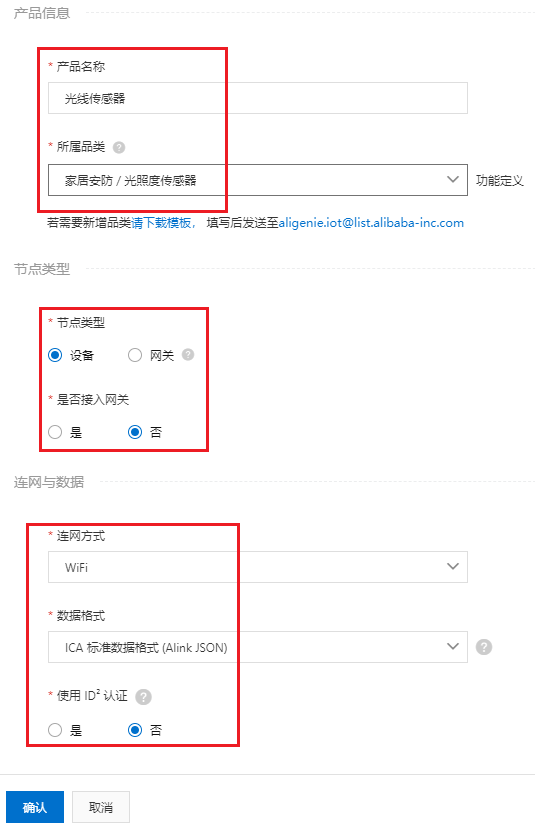 产品信息
* 产品名称
光线传感器
* 所属品类 ?
家居安防 / 光照度传感器 功能定义
若需要新增品类请下载模板， 填写后发送至aligenie.iot@list.alibaba-inc.com
节点类型
* 节点类型
设备 网关 ?
* 是否接入网关
是 否
连网与数据
* 连网方式
WiFi
* 数据格式
ICA 标准数据格式 (Alink JSON) ?
* 使用 ID² 认证 ?
是 否
确认 取消